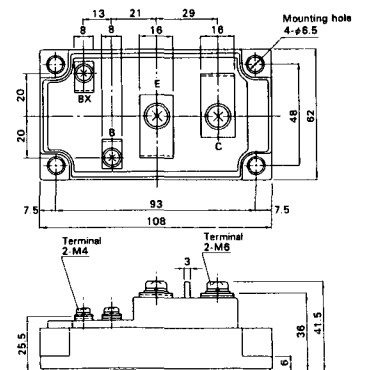 13 21 29
8 8 16 16
Mounting hole
4-φ6.5
BX E
B C
20
20
48
62
7.5 93 7.5
108
Terminal
2-M4
3
Terminal
2-M6
25.5
6
36
41.5